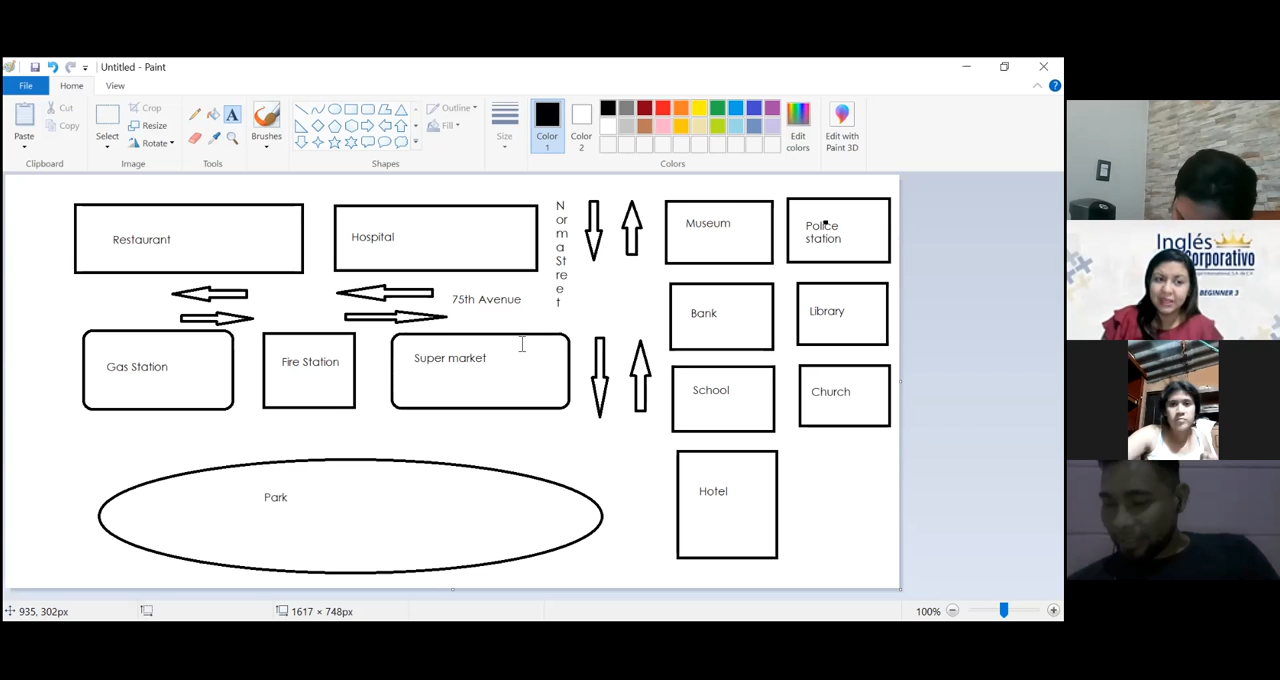 Untitled - Paint
File
Home
View
Paste
Cut
Copy
Clipboard
Select
Crop
Resize
Rotate
Image
A
Tools
Brushes
Shapes
Outline
Fill
Size
Color
1
Color
2
Edit
colors
Edit with
Paint 3D
Colors
Restaurant
Hospital
N
or
m
a
St
re
e
t
Museum
Police
station
75th Avenue
Bank
Library
Gas Station
Fire Station
Super market
School
Church
Park
Hotel
935, 302px
1617 × 748px
100%
Inglés
Corporativo
BEGINNER 3